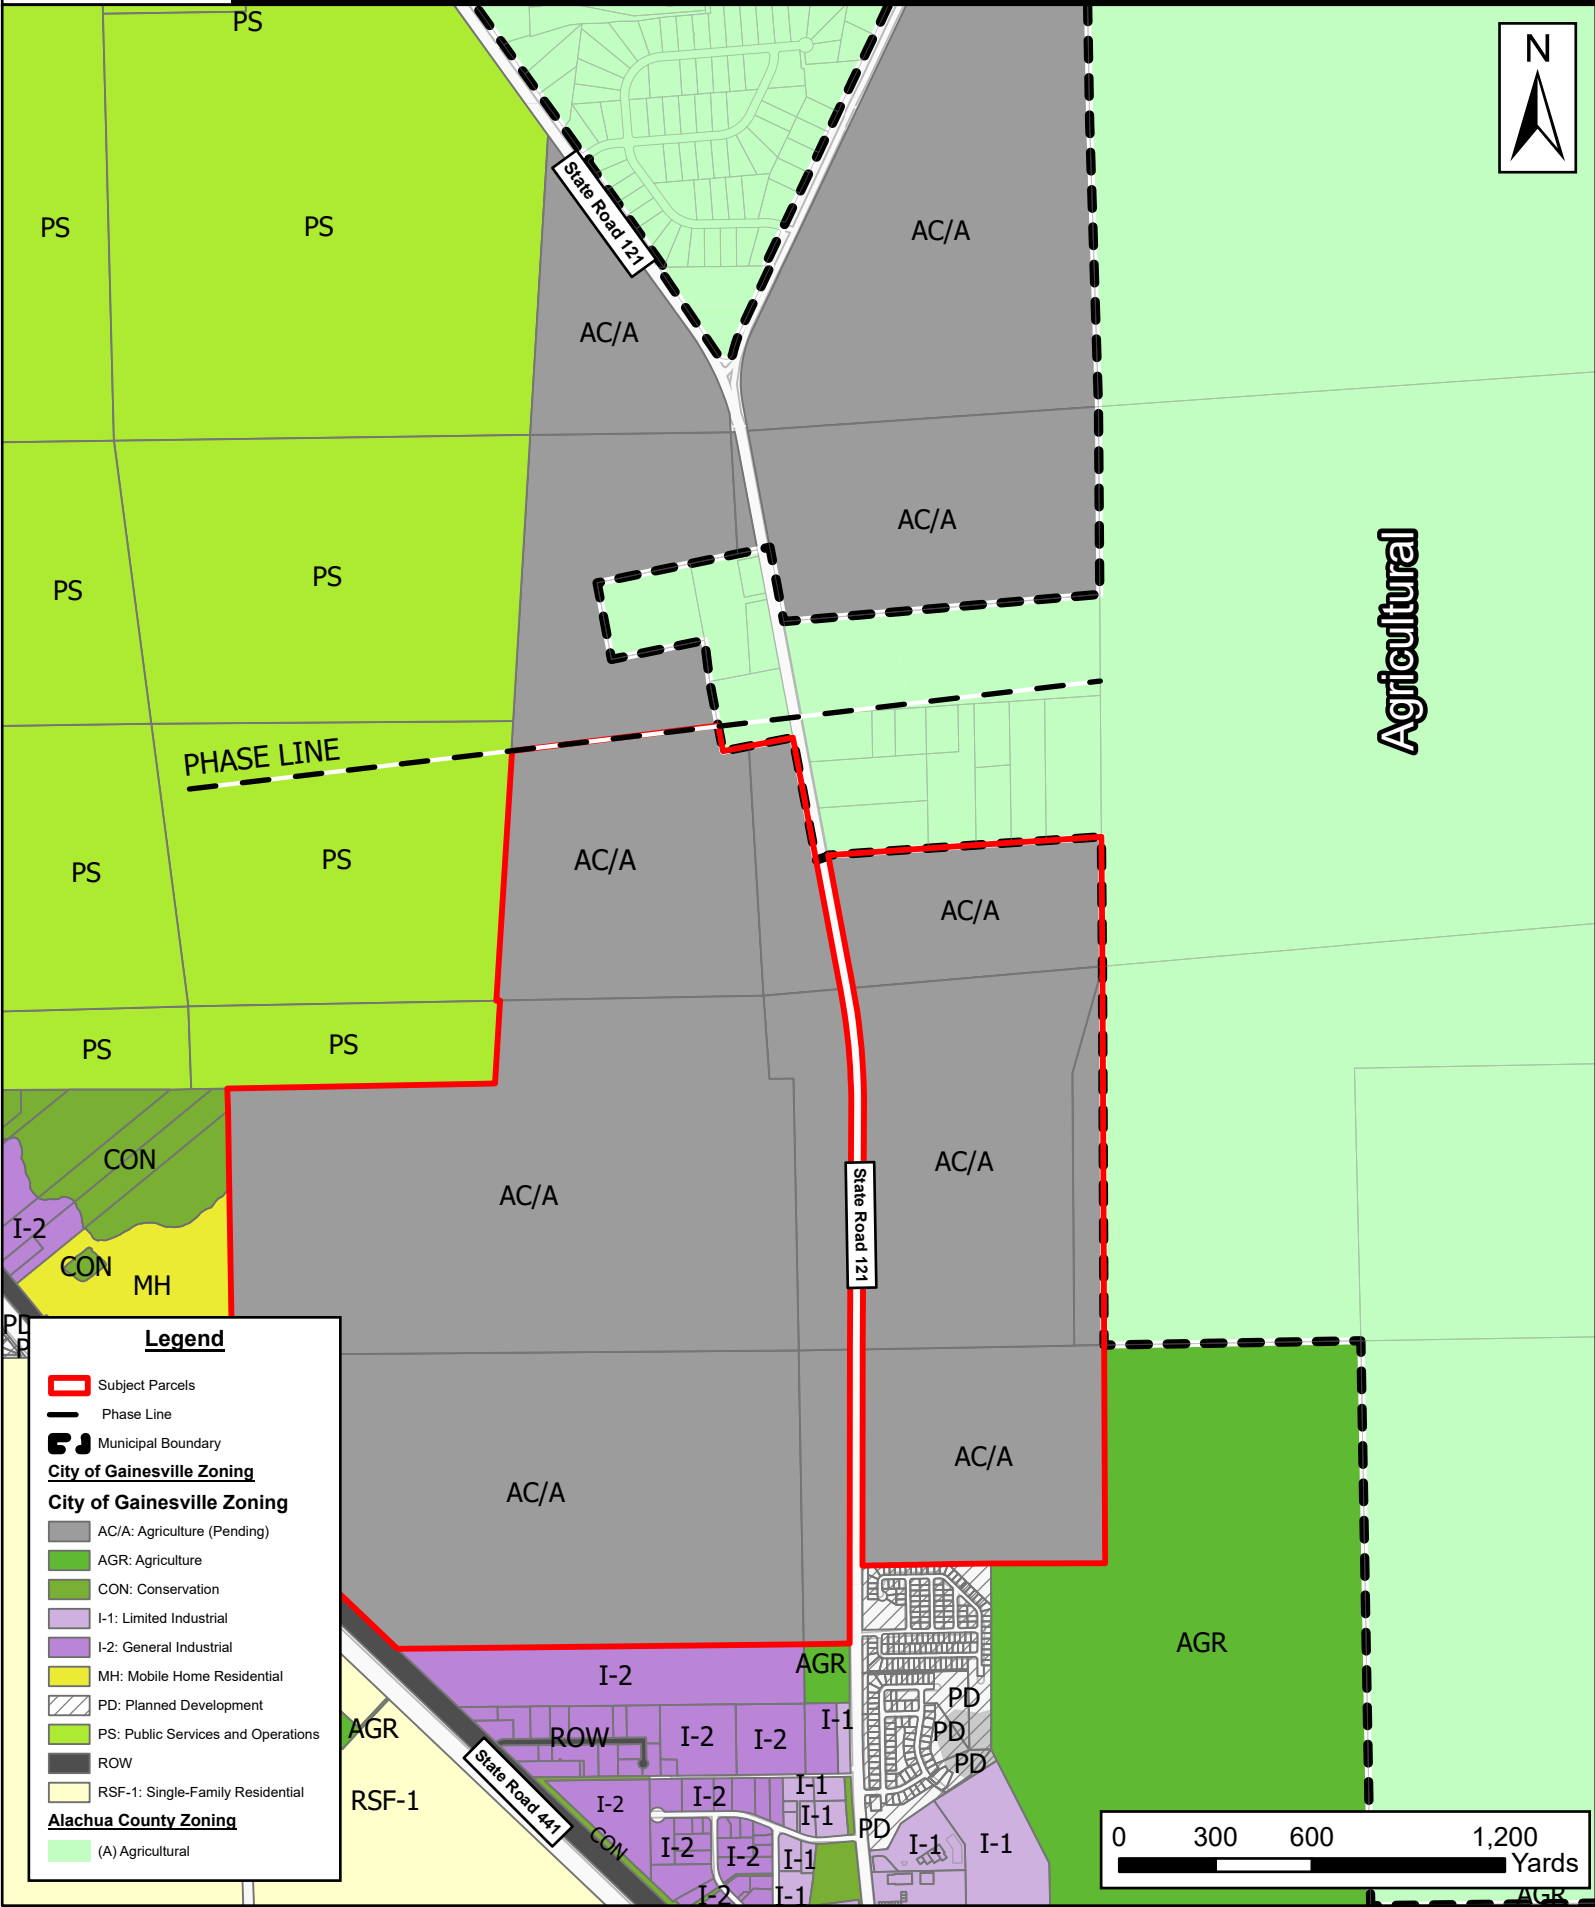 PS
N
PS
PS
State Road 121
AC/A
AC/A
AC/A
PS
PS
Agricultural
PHASE LINE
PS
PS
AC/A
AC/A
PS
PS
CON
AC/A
AC/A
State Road 121
I-2
CON
MH
PD
AC/A
AC/A
Legend
Subject Parcels
Phase Line
Municipal Boundary
City of Gainesville Zoning
City of Gainesville Zoning
AC/A: Agriculture (Pending)
AGR: Agriculture
CON: Conservation
I-1: Limited Industrial
I-2: General Industrial
MH: Mobile Home Residential
PD: Planned Development
PS: Public Services and Operations
ROW
RSF-1: Single-Family Residential
Alachua County Zoning
(A) Agricultural
AGR
I-2
AGR
PD
AGR
ROW
I-2
I-2
I-1
PD
PD
State Road 441
RSF-1
I-2
I-2
I-1
I-1
PD
CON
I-2
I-2
I-1
I-1
I-1
I-2
I-1
0 300 600 1,200
Yards
AGR